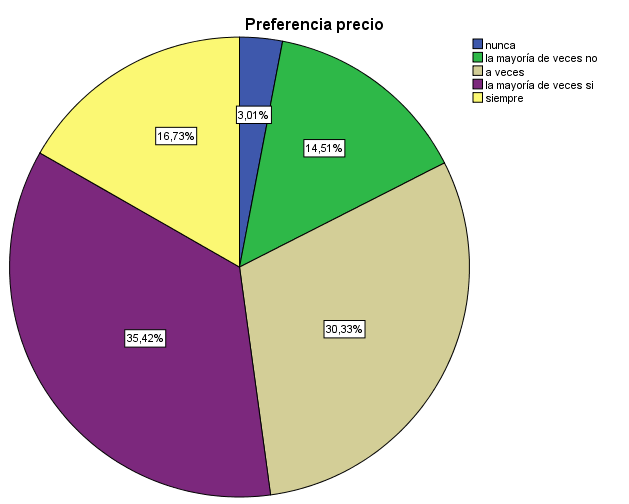 Preferencia precio
nunca
la mayoría de veces no
a veces
la mayoría de veces si
siempre
3,01%
16,73%
14,51%
30,33%
35,42%